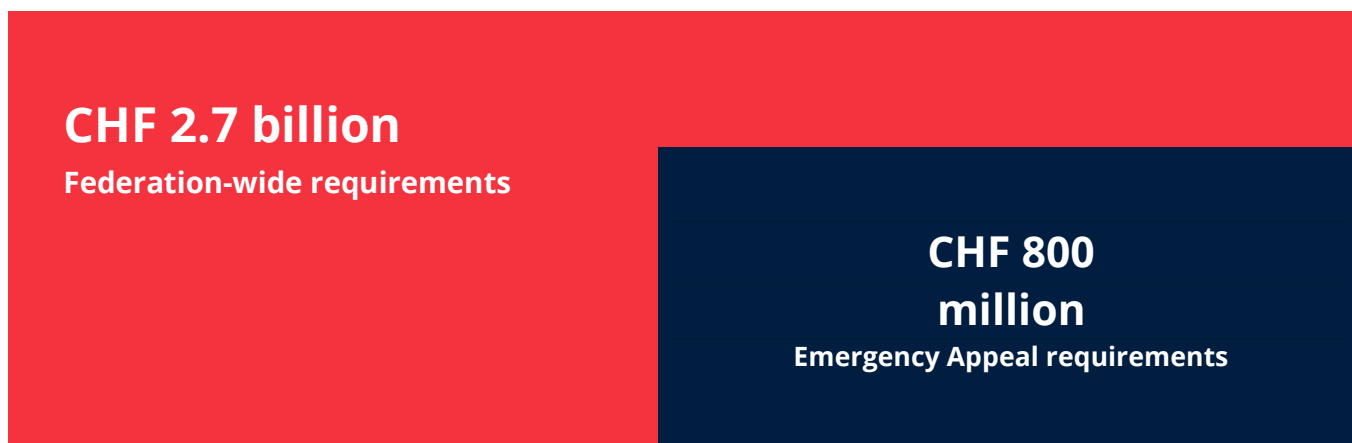 CHF 2.7 billion
Federation-wide requirements
CHF 800
million
Emergency Appeal requirements